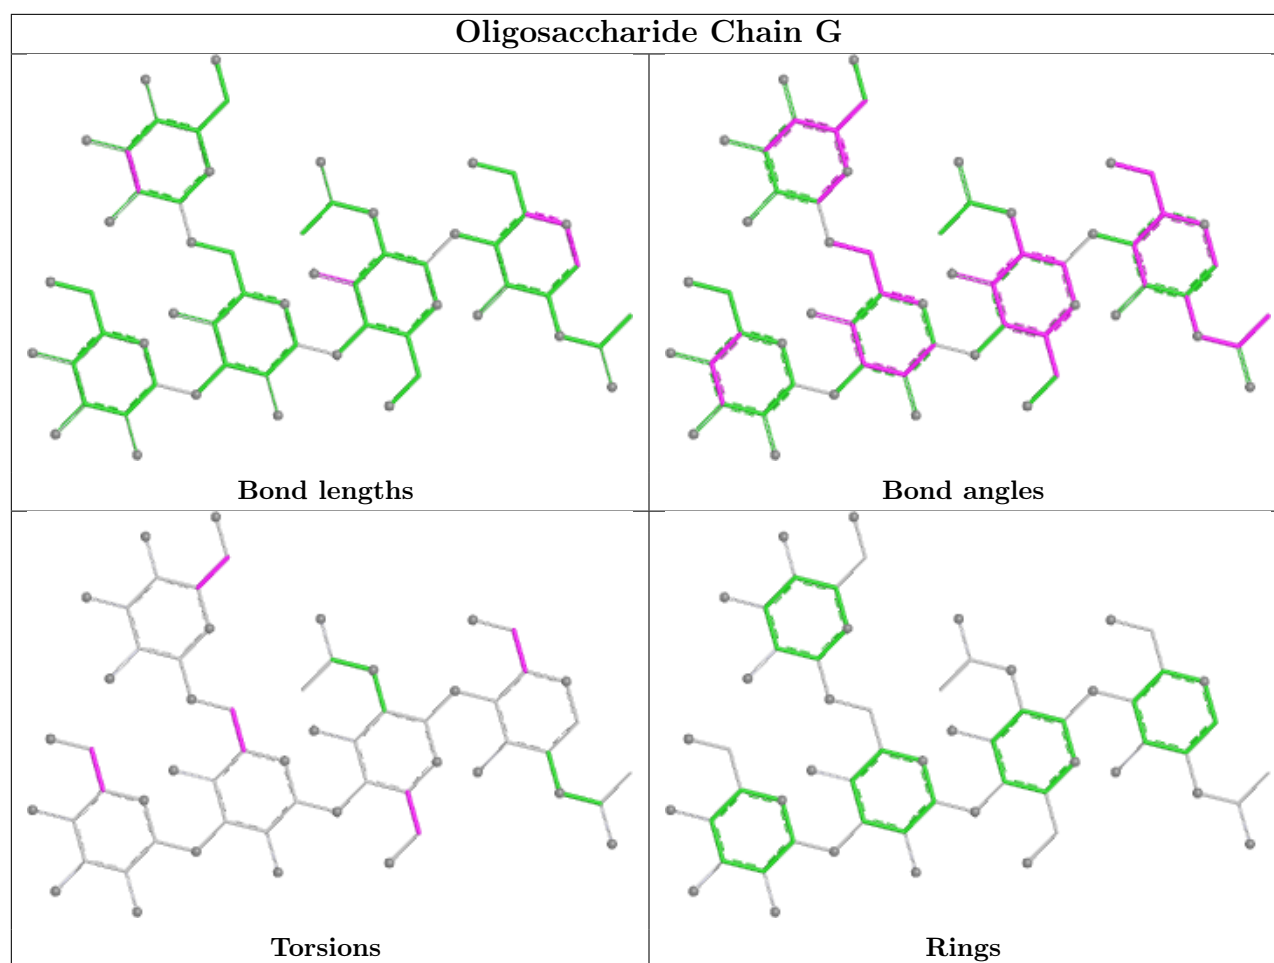 Oligosaccharide Chain G
Bond lengths
Bond angles
Torsions
Rings